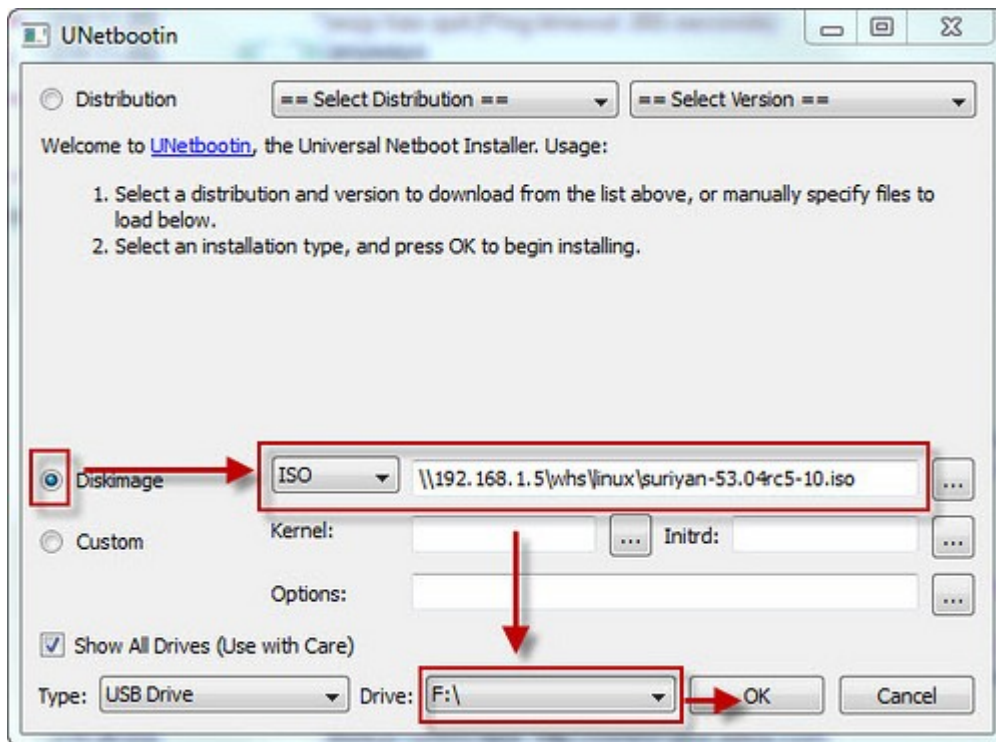 UNetbootin
Distribution == Select Distribution == == Select Version ==
Welcome to UNetbootin, the Universal Netboot Installer. Usage:
1. Select a distribution and version to download from the list above, or manually specify files to
load below.
2. Select an installation type, and press OK to begin installing.
Diskimage ISO \\192.168.1.5\whs\linux\suriyan-53.04rc5-10.iso ...
Custom Kernel: ... Initrd: ...
Options: ...
Show All Drives (Use with Care)
Type: USB Drive Drive: F:\ OK Cancel